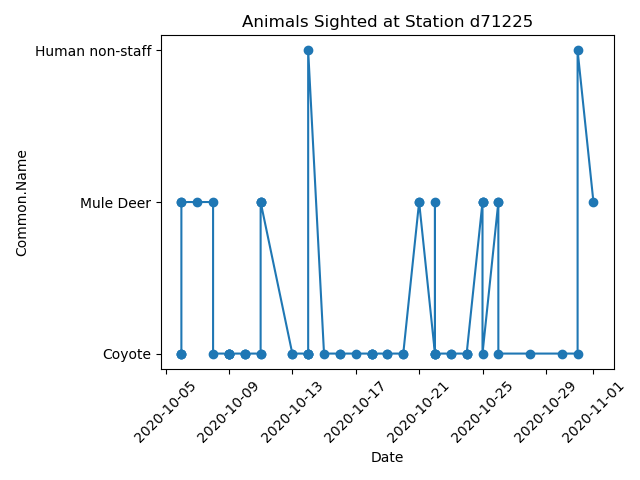 Animals Sighted at Station d71225
Human non-staff
Mule Deer
Coyote
Common.Name
2020-10-05
2020-10-09
2020-10-13
2020-10-17
2020-10-21
2020-10-25
2020-10-29
2020-11-01
Date